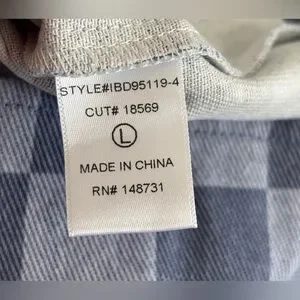 STYLE#IBD95119-4
CUT# 18569
L
MADE IN CHINA
RN# 148731